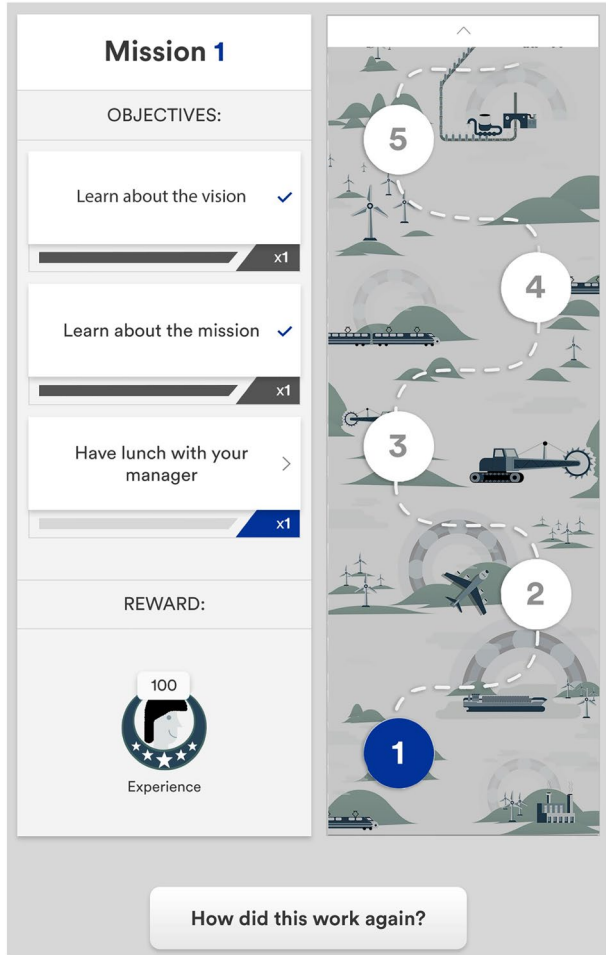 Mission 1
OBJECTIVES:
Learn about the vision
x1
Learn about the mission
x1
Have lunch with your
manager
x1
REWARD:
100
Experience
5
4
3
2
1
How did this work again?